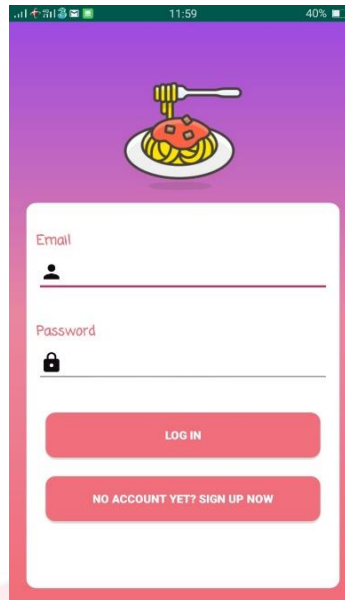 11:59
40%
Email
Password
LOG IN
NO ACCOUNT YET? SIGN UP NOW